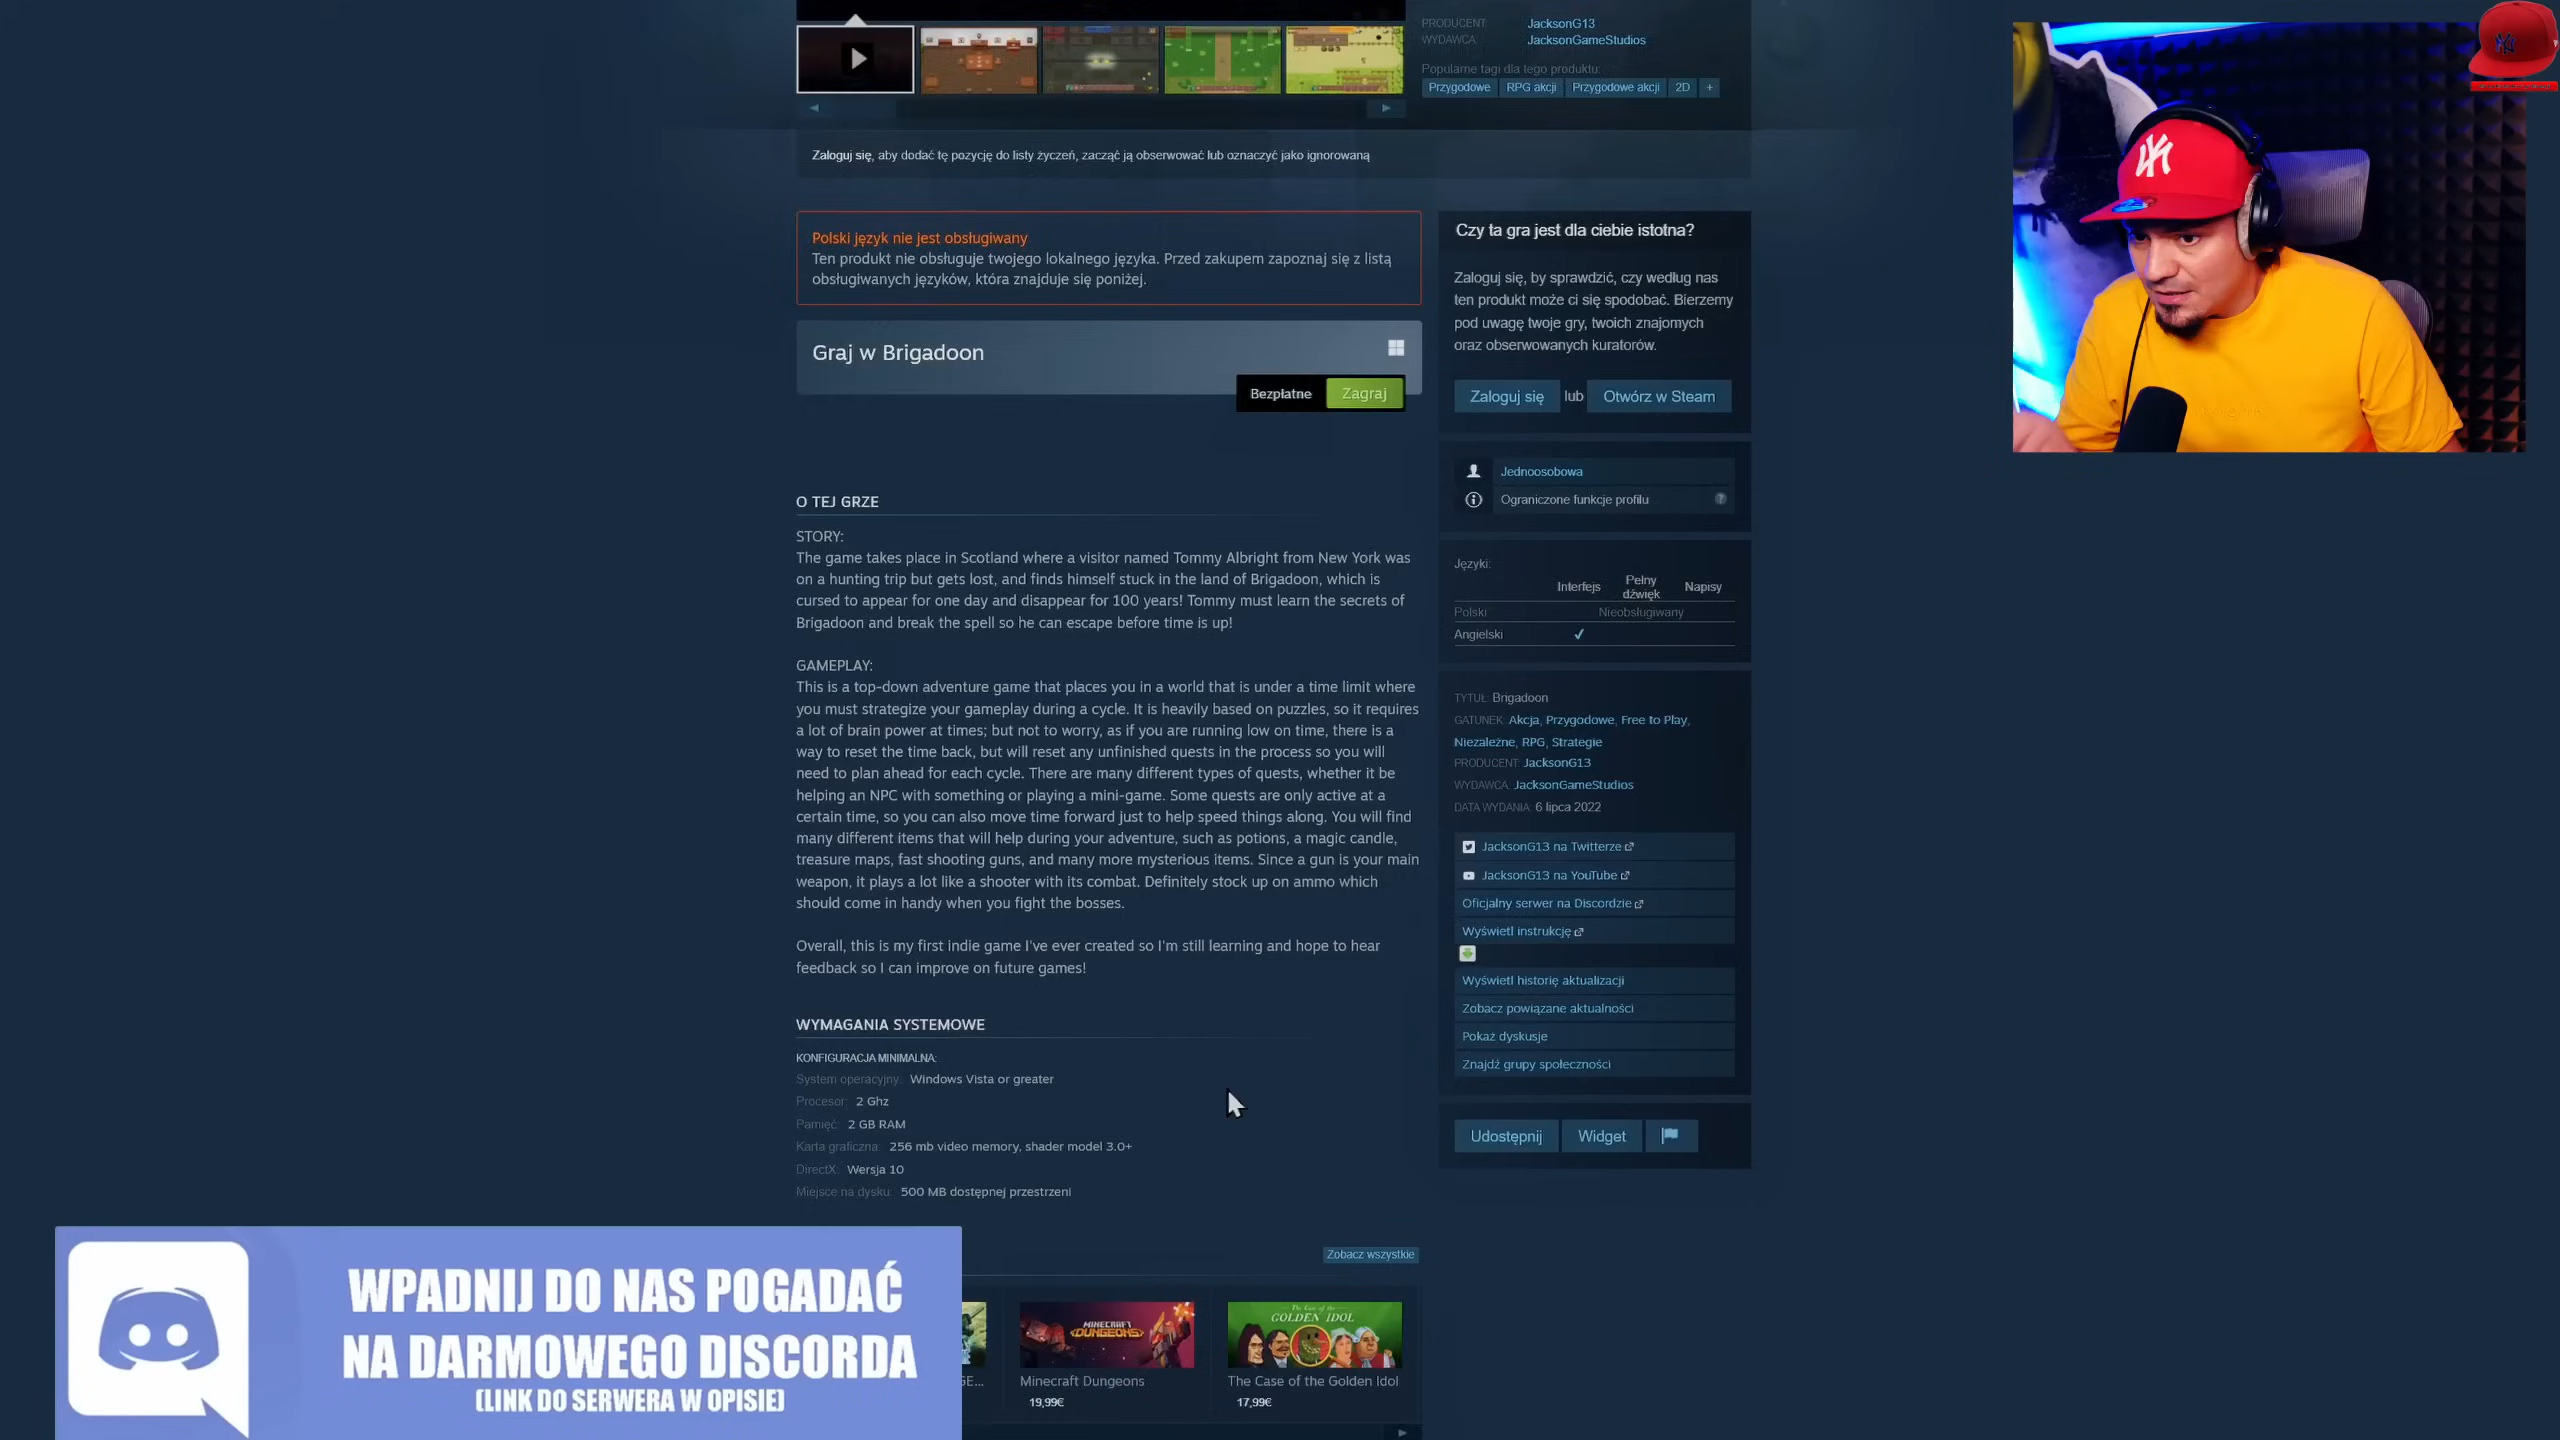 PRODUCENT: JacksonG13
WYDAWCA: JacksonGameStudios
Popularne tagi dla tego produktu:
Przygodowe RPG akcji Przygodowe akcji 2D +
Zaloguj się, aby dodać tę pozycję do listy życzeń, zacząć ją obserwować lub oznaczyć jako ignorowaną
Polski język nie jest obsługiwany
Ten produkt nie obsługuje twojego lokalnego języka. Przed zakupem zapoznaj się z listą
obsługiwanych języków, która znajduje się poniżej.
Graj w Brigadoon
Bezpłatne Zagraj
O TEJ GRZE
STORY:
The game takes place in Scotland where a visitor named Tommy Albright from New York was
on a hunting trip but gets lost, and finds himself stuck in the land of Brigadoon, which is
cursed to appear for one day and disappear for 100 years! Tommy must learn the secrets of
Brigadoon and break the spell so he can escape before time is up!
GAMEPLAY:
This is a top-down adventure game that places you in a world that is under a time limit where
you must strategize your gameplay during a cycle. It is heavily based on puzzles, so it requires
a lot of brain power at times; but not to worry, as if you are running low on time, there is a
way to reset the time back, but will reset any unfinished quests in the process so you will
need to plan ahead for each cycle. There are many different types of quests, whether it be
helping an NPC with something or playing a mini-game. Some quests are only active at a
certain time, so you can also move time forward just to help speed things along. You will find
many different items that will help during your adventure, such as potions, a magic candle,
treasure maps, fast shooting guns, and many more mysterious items. Since a gun is your main
weapon, it plays a lot like a shooter with its combat. Definitely stock up on ammo which
should come in handy when you fight the bosses.
Overall, this is my first indie game I've ever created so I'm still learning and hope to hear
feedback so I can improve on future games!
WYMAGANIA SYSTEMOWE
KONFIGURACJA MINIMALNA:
System operacyjny: Windows Vista or greater
Procesor: 2 Ghz
Pamięć: 2 GB RAM
Karta graficzna: 256 mb video memory, shader model 3.0+
DirectX: Wersja 10
Miejsce na dysku: 500 MB dostępnej przestrzeni
Czy ta gra jest dla ciebie istotna?
Zaloguj się, by sprawdzić, czy według nas
ten produkt może ci się spodobać. Bierzemy
pod uwagę twoje gry, twoich znajomych
oraz obserwowanych kuratorów.
Zaloguj się lub Otwórz w Steam
Jednoosobowa
Ograniczone funkcje profilu ?
Języki:
Interfejs Pełny dźwięk Napisy
Polski Nieobsługiwany
Angielski ✓
TYTUŁ: Brigadoon
GATUNEK: Akcja, Przygodowe, Free to Play,
Niezależne, RPG, Strategie
PRODUCENT: JacksonG13
WYDAWCA: JacksonGameStudios
DATA WYDANIA: 6 lipca 2022
JacksonG13 na Twitterze
JacksonG13 na YouTube
Oficjalny serwer na Discordzie
Wyświetl instrukcję
Wyświetl historię aktualizacji
Zobacz powiązane aktualności
Pokaż dyskusje
Znajdź grupy społeczności
Udostępnij Widget
Zobacz wszystkie
MINECRAFT DUNGEONS
The Case of the GOLDEN IDOL
GE... Minecraft Dungeons The Case of the Golden Idol
19,99€ 17,99€
WPADNIJ DO NAS POGADAĆ
NA DARMOWEGO DISCORDA
(LINK DO SERWERA W OPISIE)